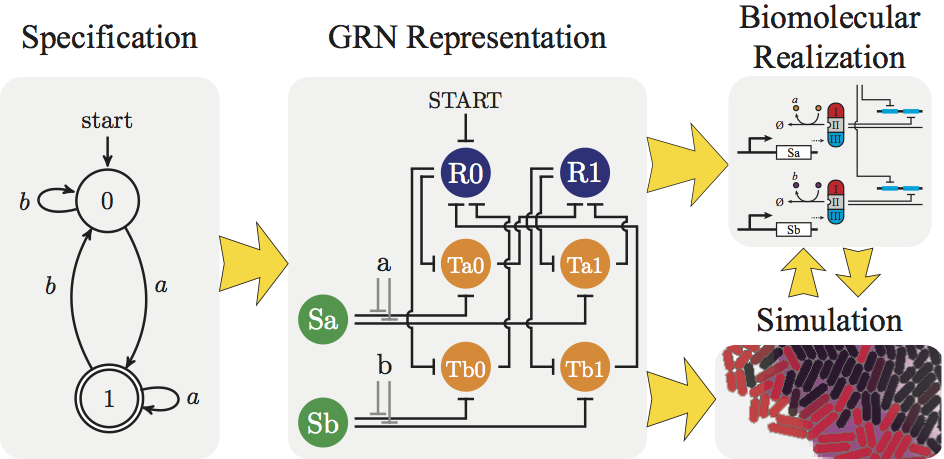 Specification
start
0
b
b
a
1
a
GRN Representation
START
R0
R1
Ta0
Ta1
a
Sa
b
Tb0
Tb1
Sb
Biomolecular
Realization
a
I
Ø
II
III
Sa
b
I
Ø
II
III
Sb
Simulation